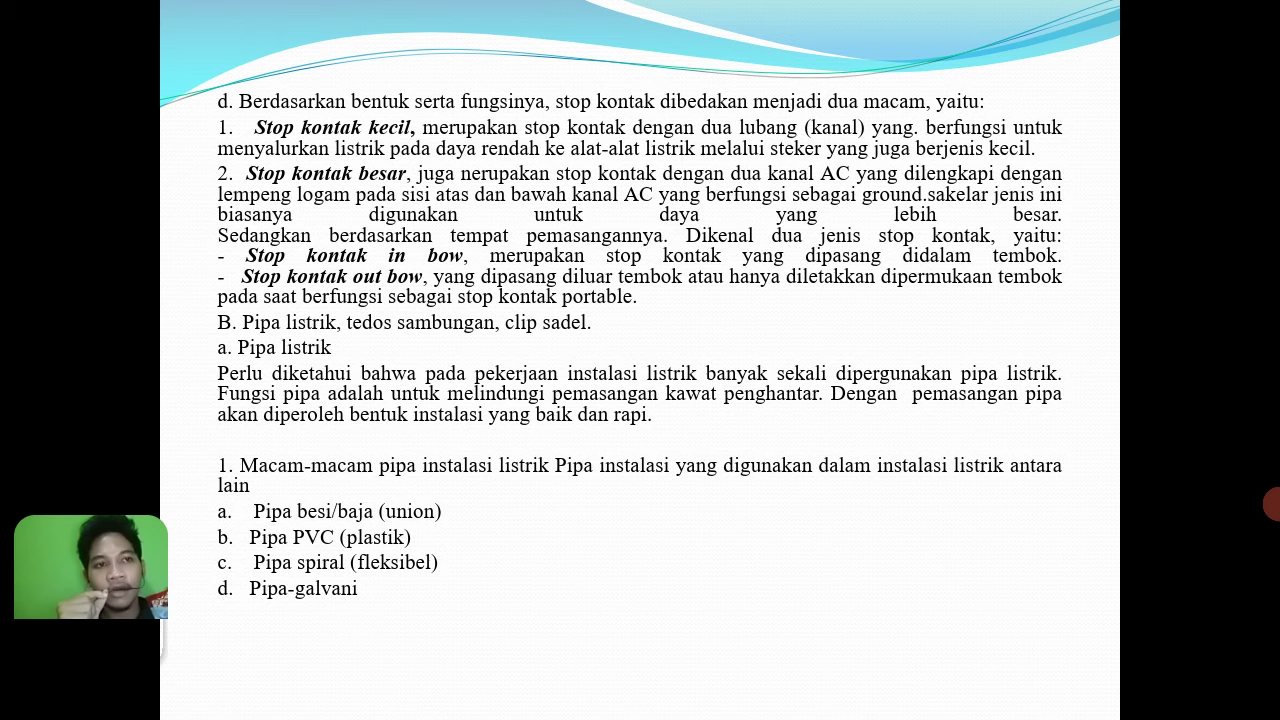 d. Berdasarkan bentuk serta fungsinya, stop kontak dibedakan menjadi dua macam, yaitu:
1. Stop kontak kecil, merupakan stop kontak dengan dua lubang (kanal) yang. berfungsi untuk
menyalurkan listrik pada daya rendah ke alat-alat listrik melalui steker yang juga berjenis kecil.
2. Stop kontak besar, juga nerupakan stop kontak dengan dua kanal AC yang dilengkapi dengan
lempeng logam pada sisi atas dan bawah kanal AC yang berfungsi sebagai ground.sakelar jenis ini
biasanya digunakan untuk daya yang lebih besar.
Sedangkan berdasarkan tempat pemasangannya. Dikenal dua jenis stop kontak, yaitu:
- Stop kontak in bow, merupakan stop kontak yang dipasang didalam tembok.
- Stop kontak out bow, yang dipasang diluar tembok atau hanya diletakkan dipermukaan tembok
pada saat berfungsi sebagai stop kontak portable.
B. Pipa listrik, tedos sambungan, clip sadel.
a. Pipa listrik
Perlu diketahui bahwa pada pekerjaan instalasi listrik banyak sekali dipergunakan pipa listrik.
Fungsi pipa adalah untuk melindungi pemasangan kawat penghantar. Dengan pemasangan pipa
akan diperoleh bentuk instalasi yang baik dan rapi.
1. Macam-macam pipa instalasi listrik Pipa instalasi yang digunakan dalam instalasi listrik antara
lain
a. Pipa besi/baja (union)
b. Pipa PVC (plastik)
c. Pipa spiral (fleksibel)
d. Pipa-galvani